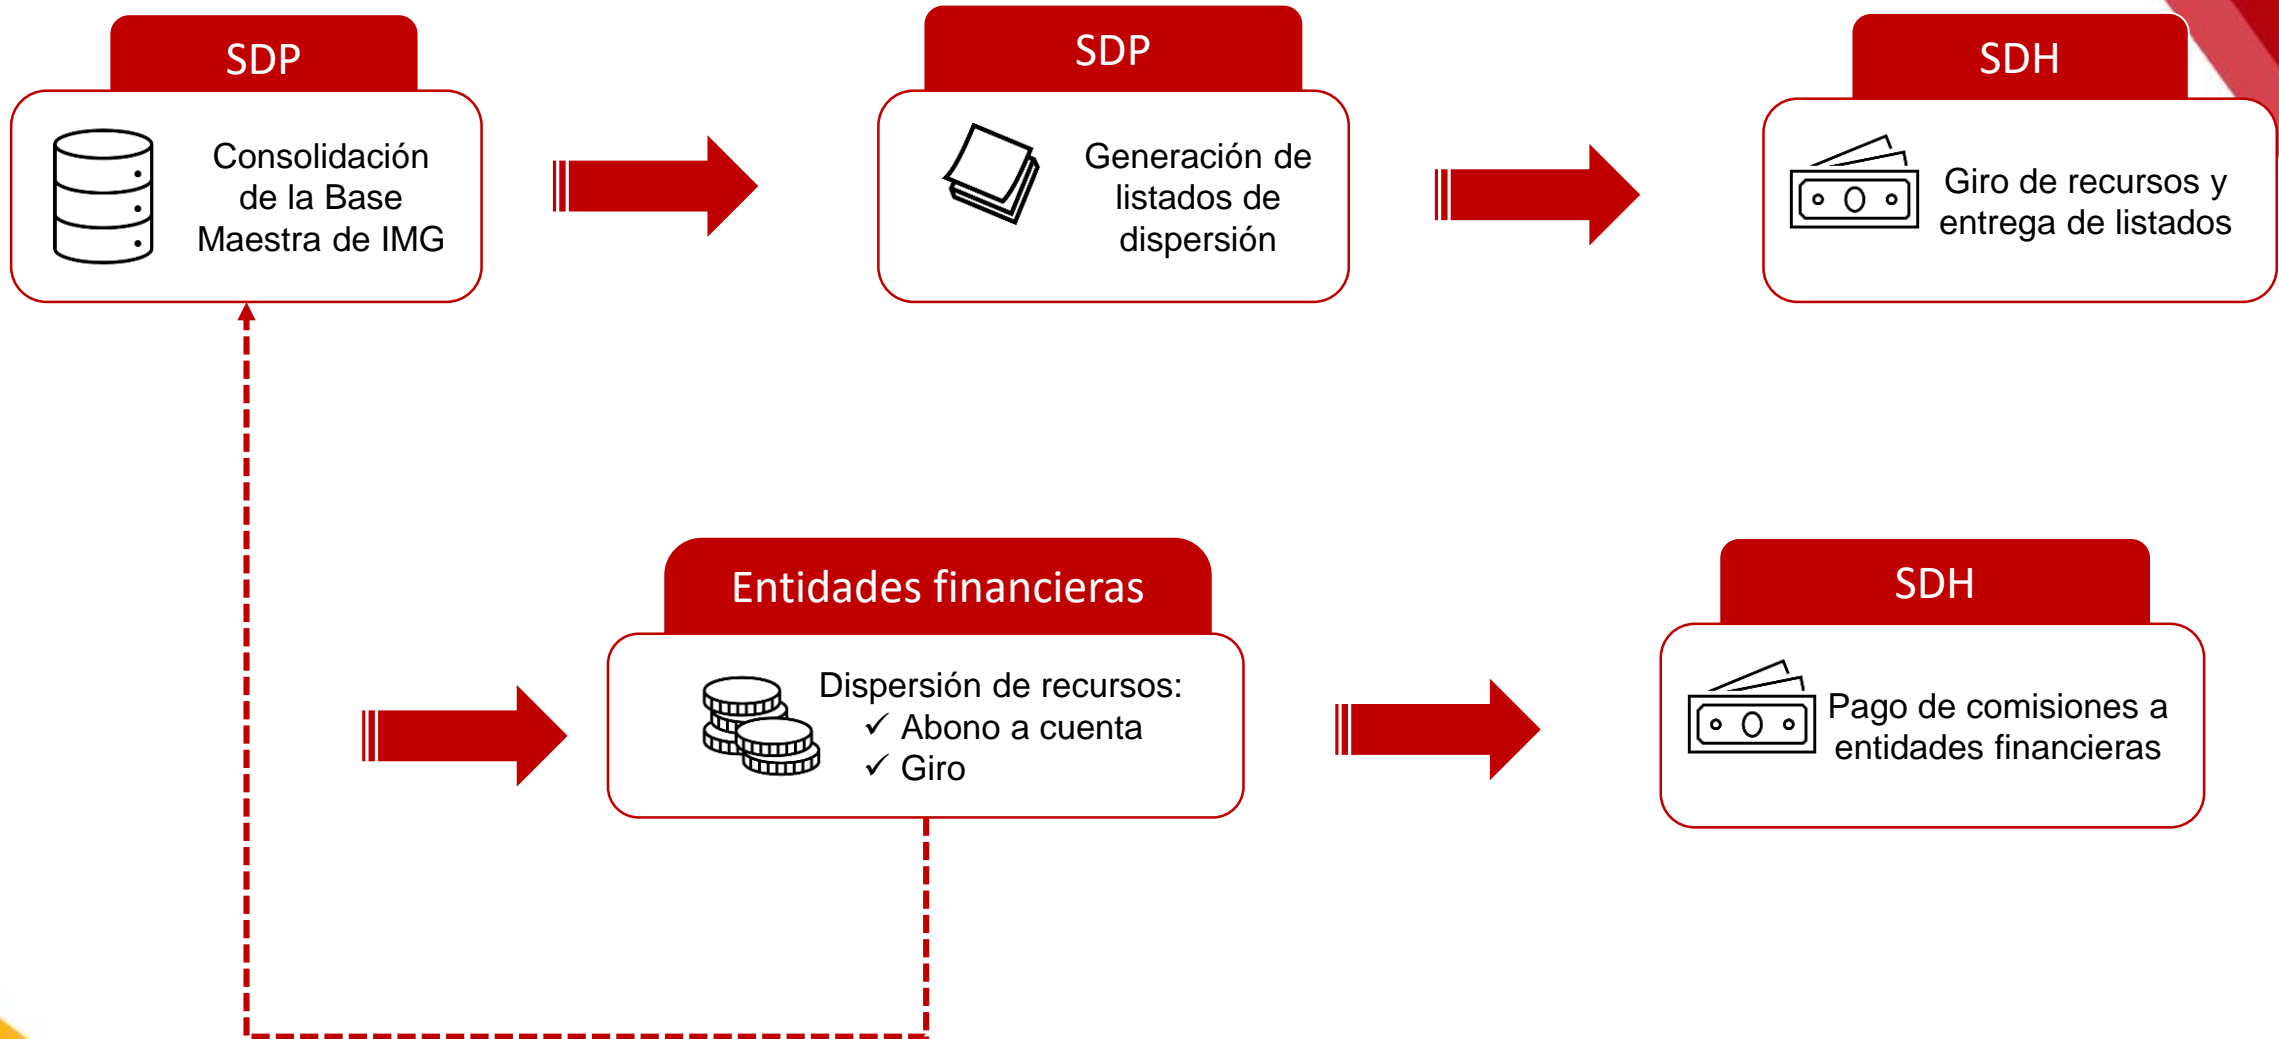 SDP
Consolidación
de la Base
Maestra de IMG
SDP
Generación de
listados de
dispersión
SDH
Giro de recursos y
entrega de listados
Entidades financieras
Dispersión de recursos:
✓ Abono a cuenta
✓ Giro
SDH
Pago de comisiones a
entidades financieras